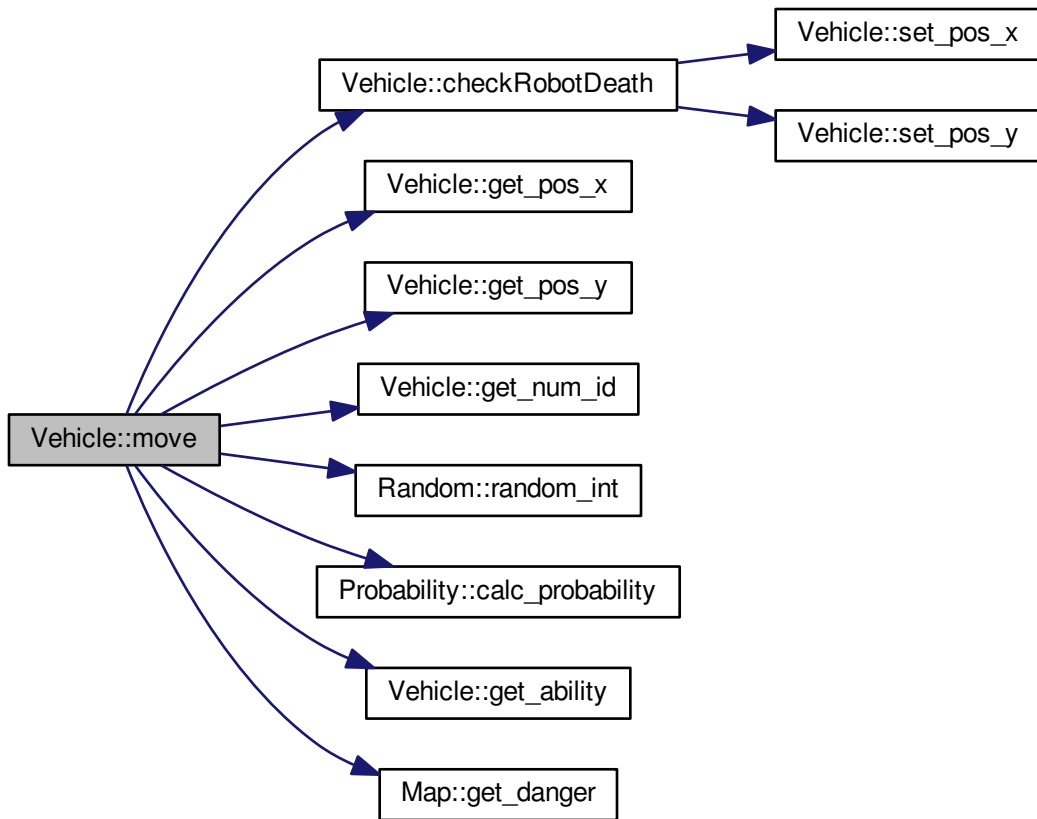 Vehicle::set_pos_x
Vehicle::checkRobotDeath
Vehicle::set_pos_y
Vehicle::get_pos_x
Vehicle::get_pos_y
Vehicle::get_num_id
Vehicle::move
Random::random_int
Probability::calc_probability
Vehicle::get_ability
Map::get_danger